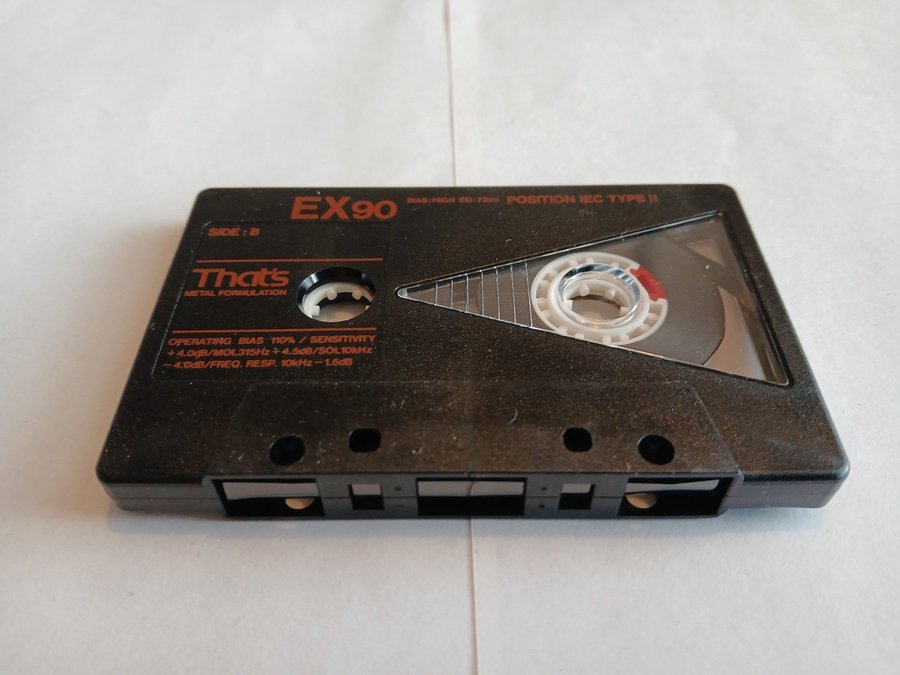 EX90 BIAS:HIGH EQ:70μs POSITION IEC TYPE II
SIDE : B
That's
METAL FORMULATION
OPERATING BIAS 110% / SENSITIVITY
+4.0dB/MOL315Hz+4.5dB/SOL10kHz
-4.0dB/FREQ. RESP. 10kHz-1.5dB